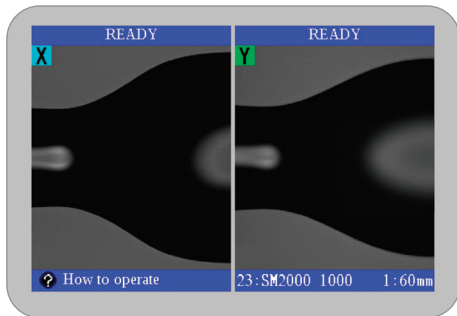 READY
READY
X
Y
? How to operate
23:SM2000 1000 1:60mm